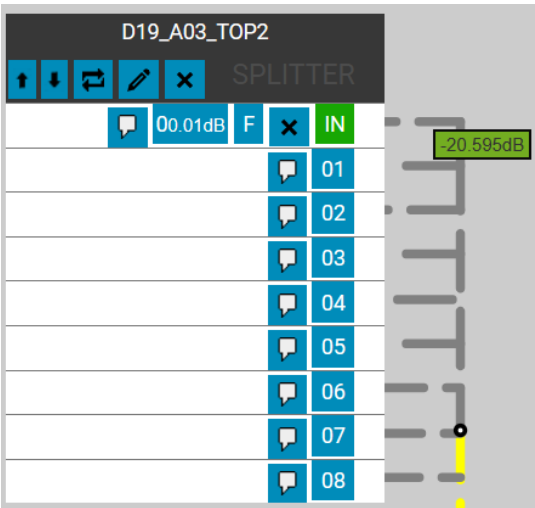 D19_A03_TOP2
SPLITTER
00.01dB F IN
-20.595dB
01
02
03
04
05
06
07
08